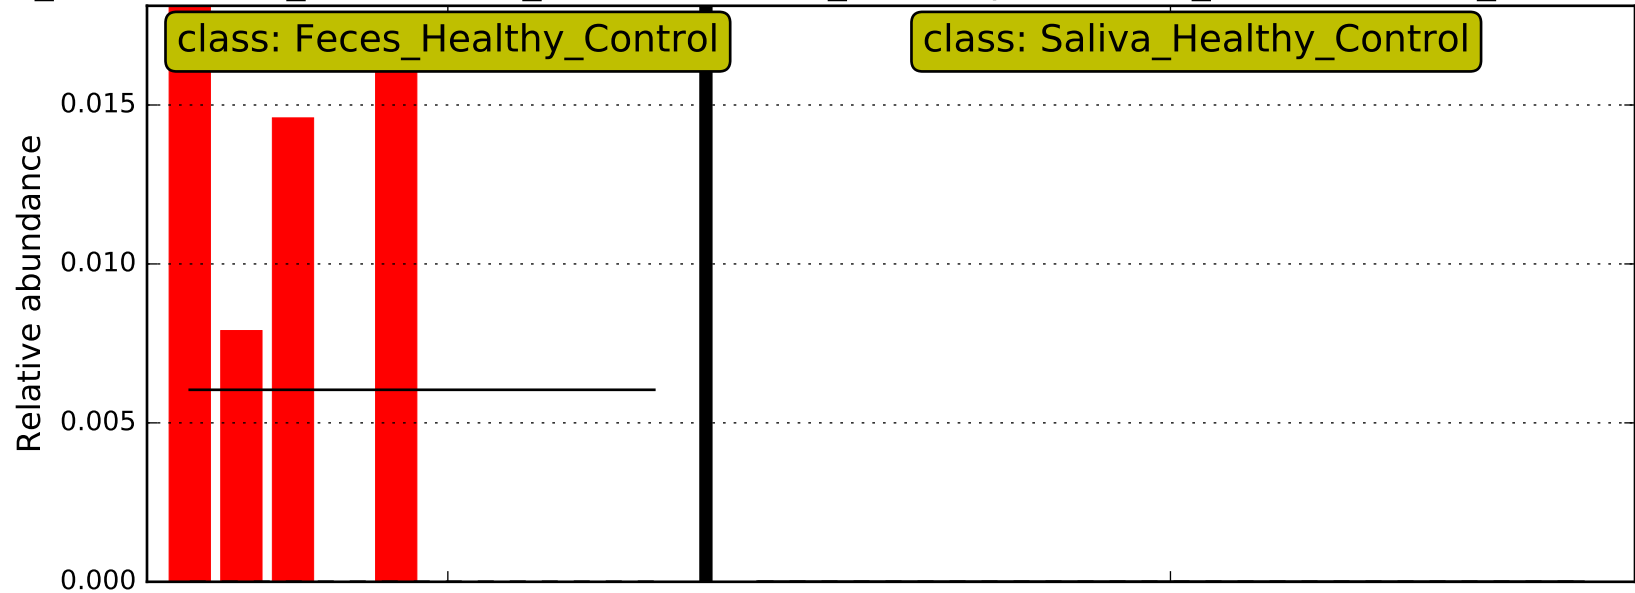 class: Feces_Healthy_Control
class: Saliva_Healthy_Control
0.015
0.010
0.005
0.000
Relative abundance